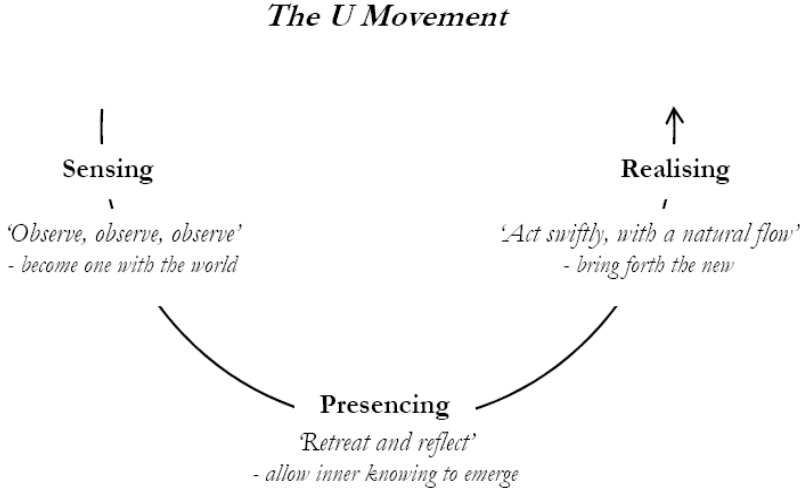 The U Movement
Sensing
‘Observe, observe, observe’
- become one with the world
Realising
‘Act swiftly, with a natural flow’
- bring forth the new
Presencing
‘Retreat and reflect’
- allow inner knowing to emerge